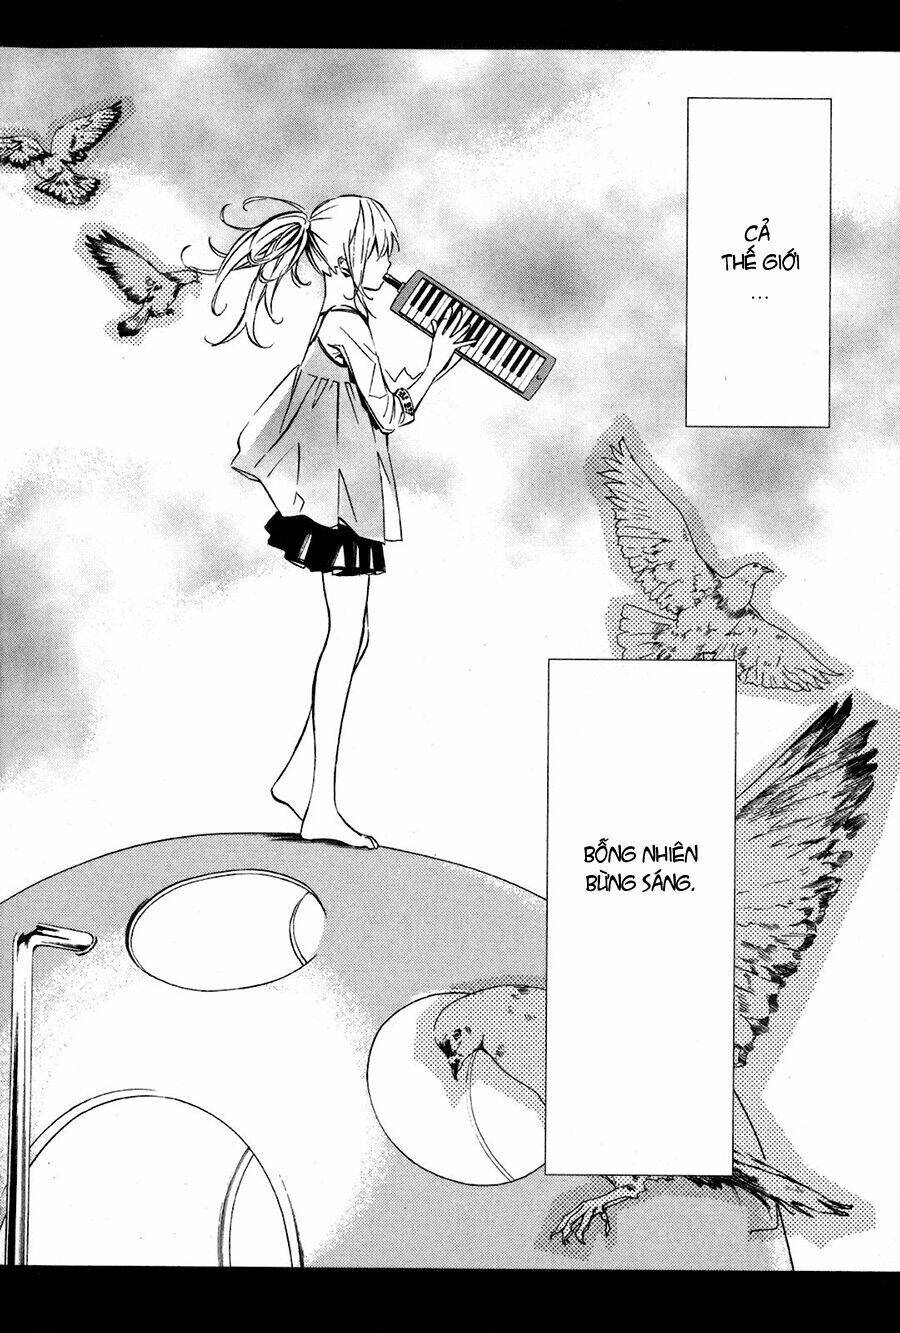 CẢ
THẾ GIỚI
...
BỖNG NHIÊN
BỪNG SÁNG.